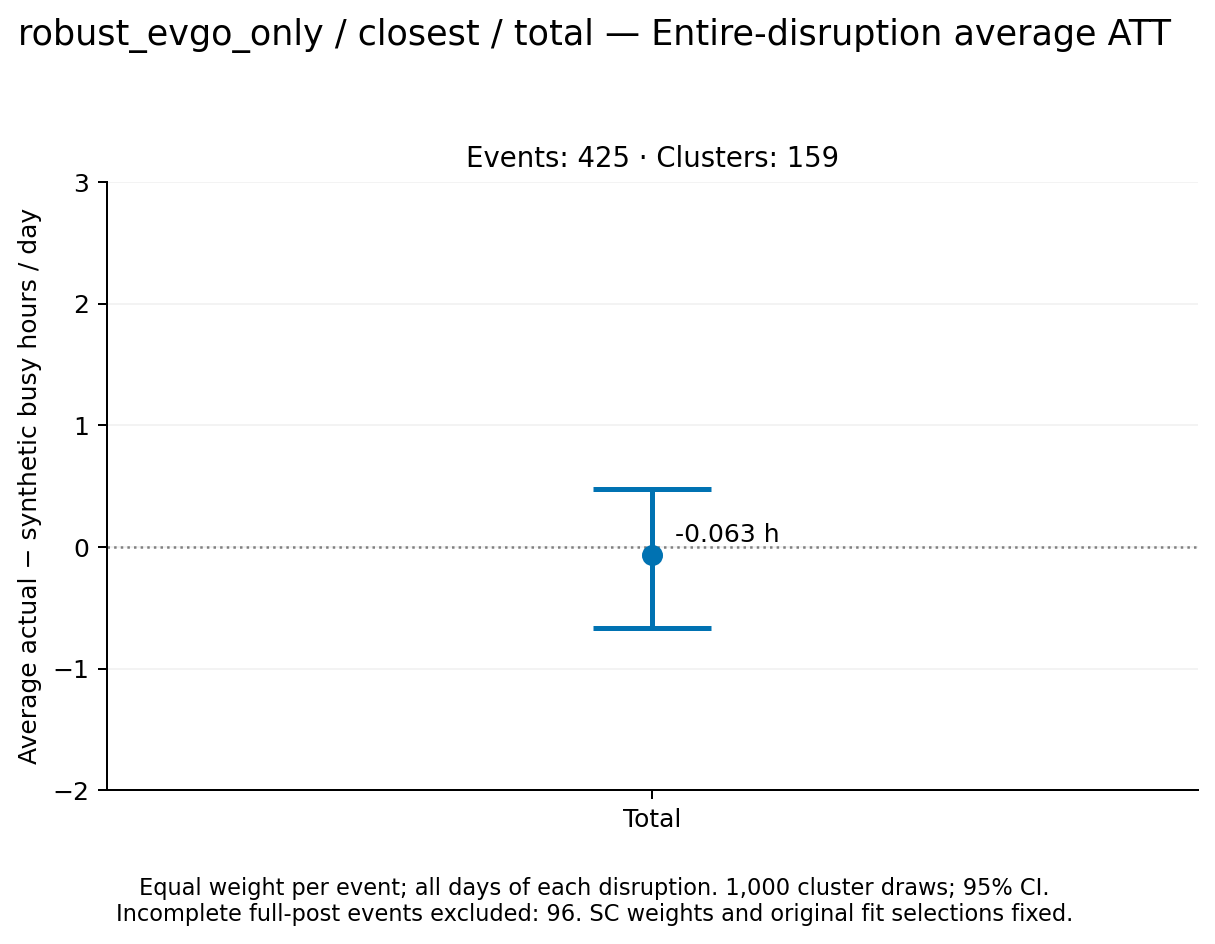 robust_evgo_only / closest / total — Entire-disruption average ATT
Events: 425 · Clusters: 159
Average actual − synthetic busy hours / day
3
2
1
0
−1
−2
-0.063 h
Total
Equal weight per event; all days of each disruption. 1,000 cluster draws; 95% CI.
Incomplete full-post events excluded: 96. SC weights and original fit selections fixed.